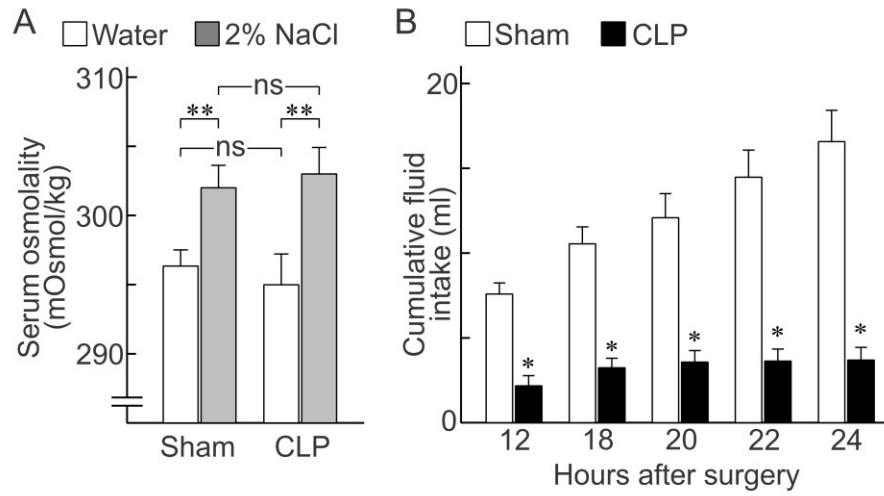 A
Water
2% NaCl
Serum osmolality
(mOsmol/kg)
310
300
290
ns
**
**
ns
Sham
CLP
B
Sham
CLP
Cumulative fluid
intake (ml)
20
0
*
*
*
*
*
12
18
20
22
24
Hours after surgery